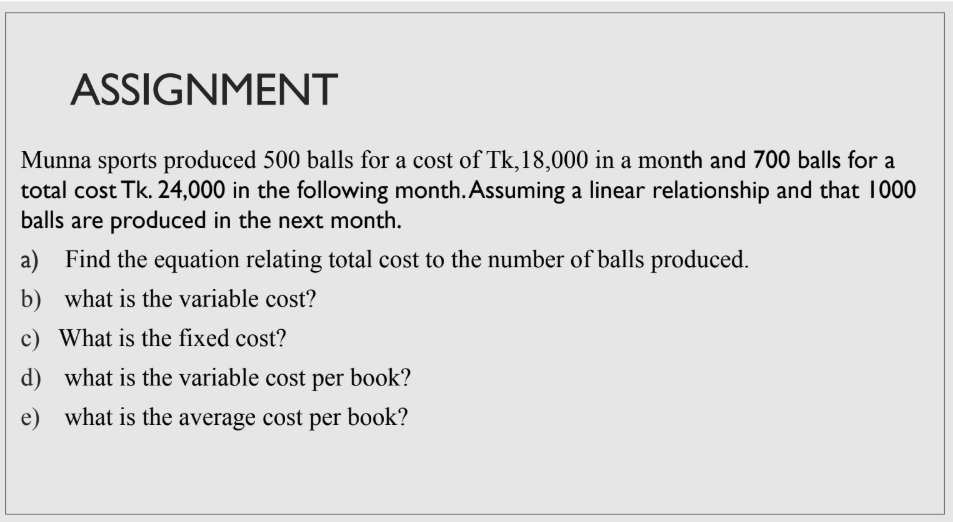 ASSIGNMENT
Munna sports produced 500 balls for a cost of Tk,18,000 in a month and 700 balls for a
total cost Tk. 24,000 in the following month. Assuming a linear relationship and that 1000
balls are produced in the next month.
a) Find the equation relating total cost to the number of balls produced.
b) what is the variable cost?
c) What is the fixed cost?
d) what is the variable cost per book?
e) what is the average cost per book?